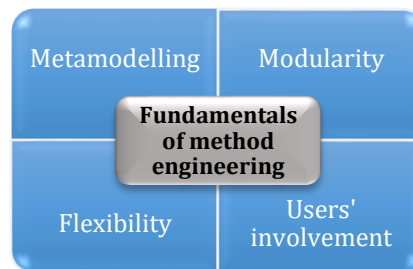 Metamodelling
Modularity
Fundamentals
of method
engineering
Flexibility
Users'
involvement